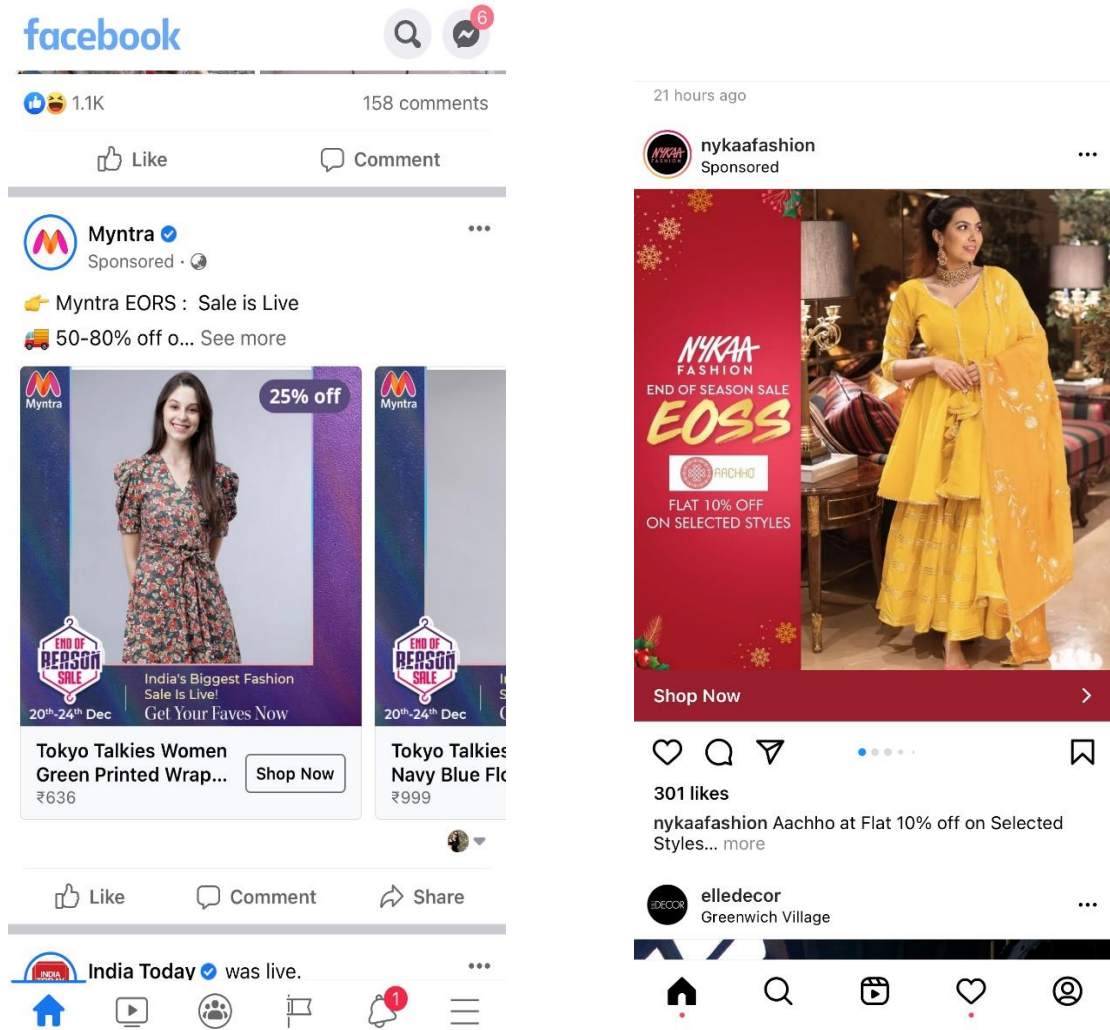 facebook
6
1.1K
158 comments
Like
Comment
Myntra
Sponsored ·
Myntra EORS : Sale is Live
50-80% off o... See more
Myntra
25% off
END OF
REASON
SALE
20th-24th Dec
India's Biggest Fashion
Sale Is Live!
Get Your Faves Now
Tokyo Talkies Women
Green Printed Wrap...
₹636
Shop Now
Myntra
END OF
REASON
SALE
20th-24th Dec
Tokyo Talkies
Navy Blue Flo
₹999
Like
Comment
Share
INDIA
TODAY
India Today was live.
1
21 hours ago
NYKAA
FASHION
nykaafashion
Sponsored
NYKAA
FASHION
END OF SEASON SALE
EOSS
AACHHO
FLAT 10% OFF
ON SELECTED STYLES
Shop Now
301 likes
nykaafashion Aachho at Flat 10% off on Selected
Styles... more
elledecor
Greenwich Village